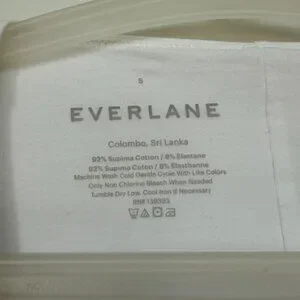 S
EVERLANE
Colombo, Sri Lanka
92% Supima Cotton / 8% Elastane
92% Supima Cotton / 8% Elasthanne
Machine Wash Cold Gentle Cycle With Like Colors
Only Non Chlorine Bleach When Needed
Tumble Dry Low. Cool Iron If Necessary